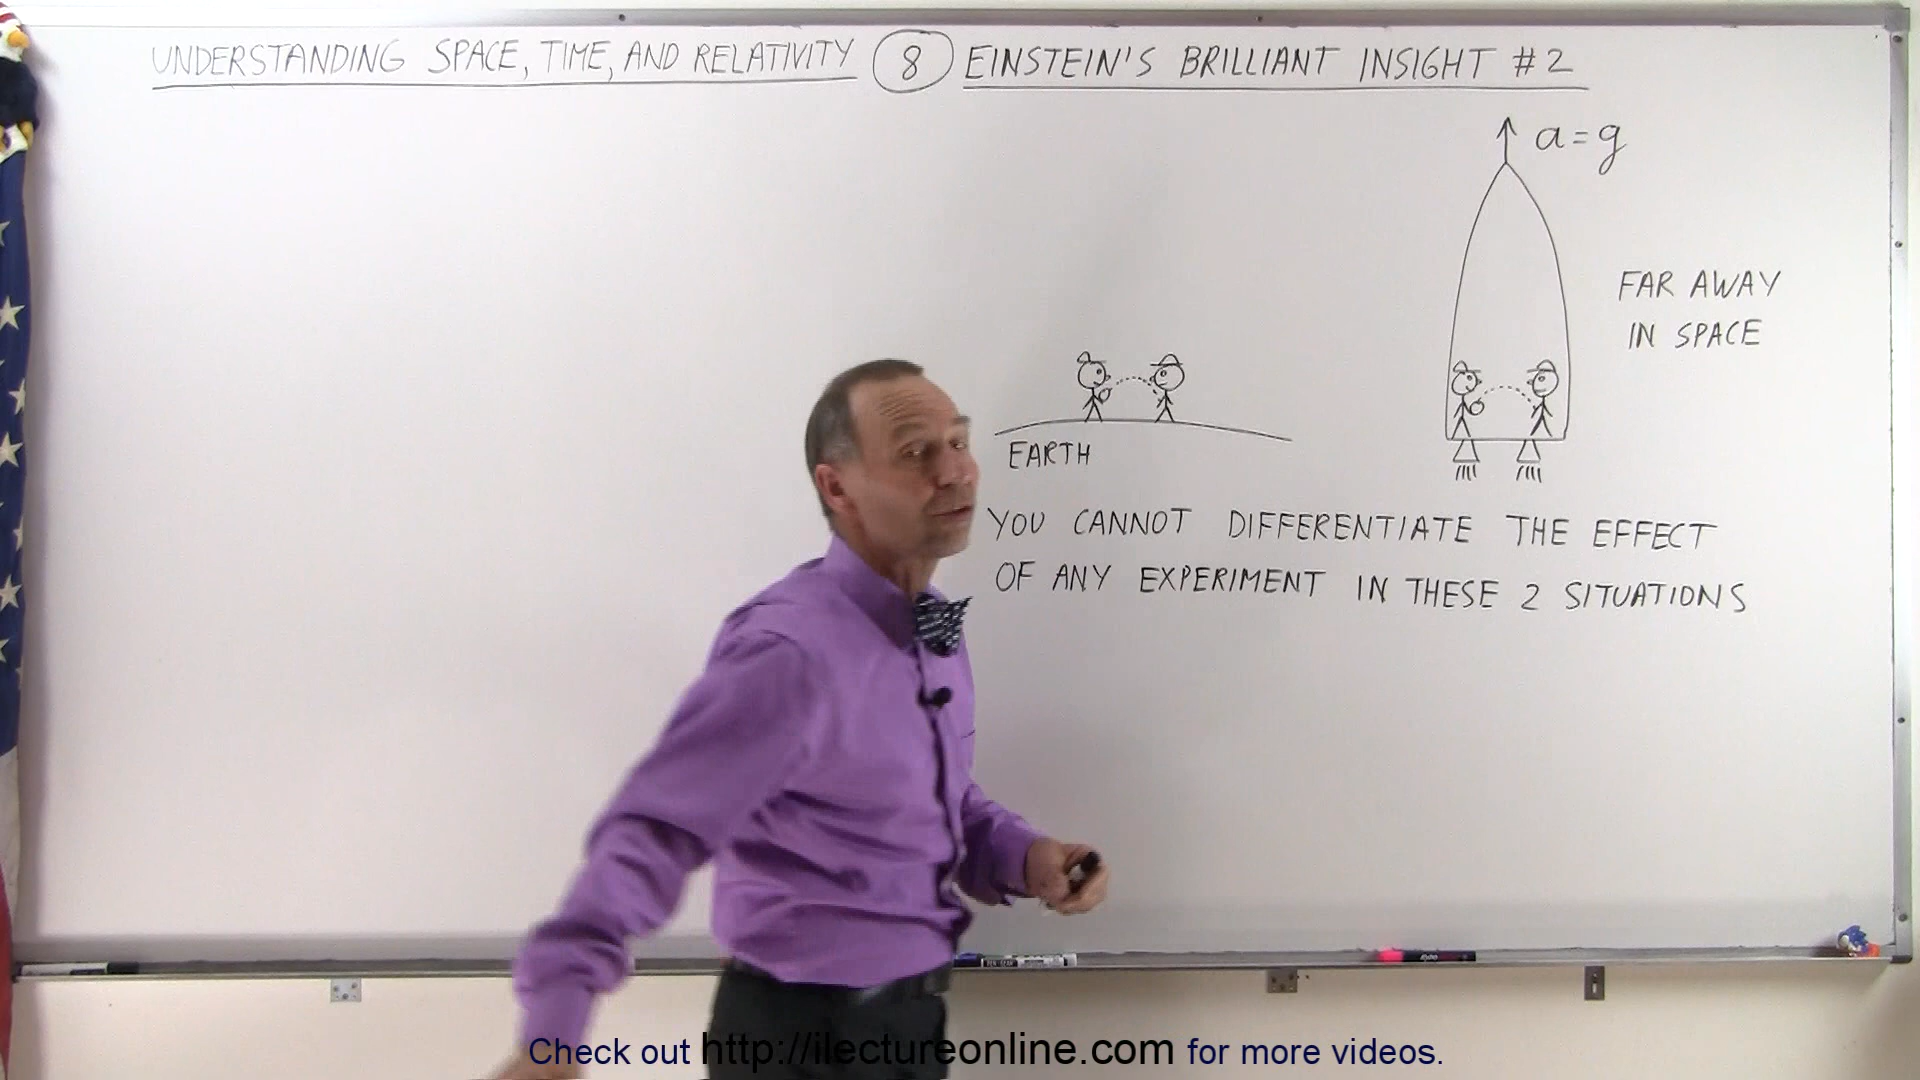 UNDERSTANDING SPACE, TIME, AND RELATIVITY 8 EINSTEIN'S BRILLIANT INSIGHT #2
a=g
FAR AWAY
IN SPACE
EARTH
YOU CANNOT DIFFERENTIATE THE EFFECT
OF ANY EXPERIMENT IN THESE 2 SITUATIONS
Check out http://ilectureonline.com for more videos.